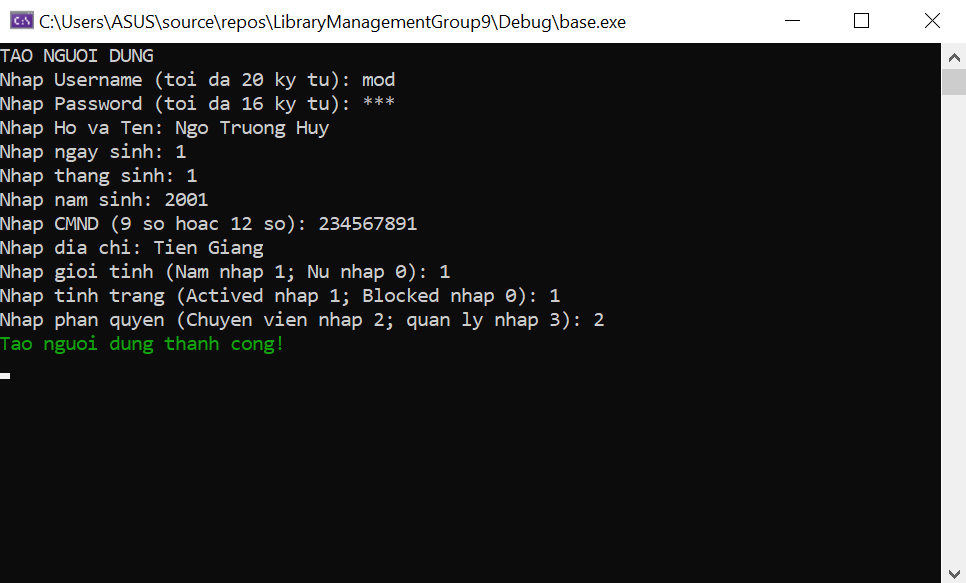 C:\Users\ASUS\source\repos\LibraryManagementGroup9\Debug\base.exe
TAO NGUOI DUNG
Nhap Username (toi da 20 ky tu): mod
Nhap Password (toi da 16 ky tu): ***
Nhap Ho va Ten: Ngo Truong Huy
Nhap ngay sinh: 1
Nhap thang sinh: 1
Nhap nam sinh: 2001
Nhap CMND (9 so hoac 12 so): 234567891
Nhap dia chi: Tien Giang
Nhap gioi tinh (Nam nhap 1; Nu nhap 0): 1
Nhap tinh trang (Actived nhap 1; Blocked nhap 0): 1
Nhap phan quyen (Chuyen vien nhap 2; quan ly nhap 3): 2
Tao nguoi dung thanh cong!